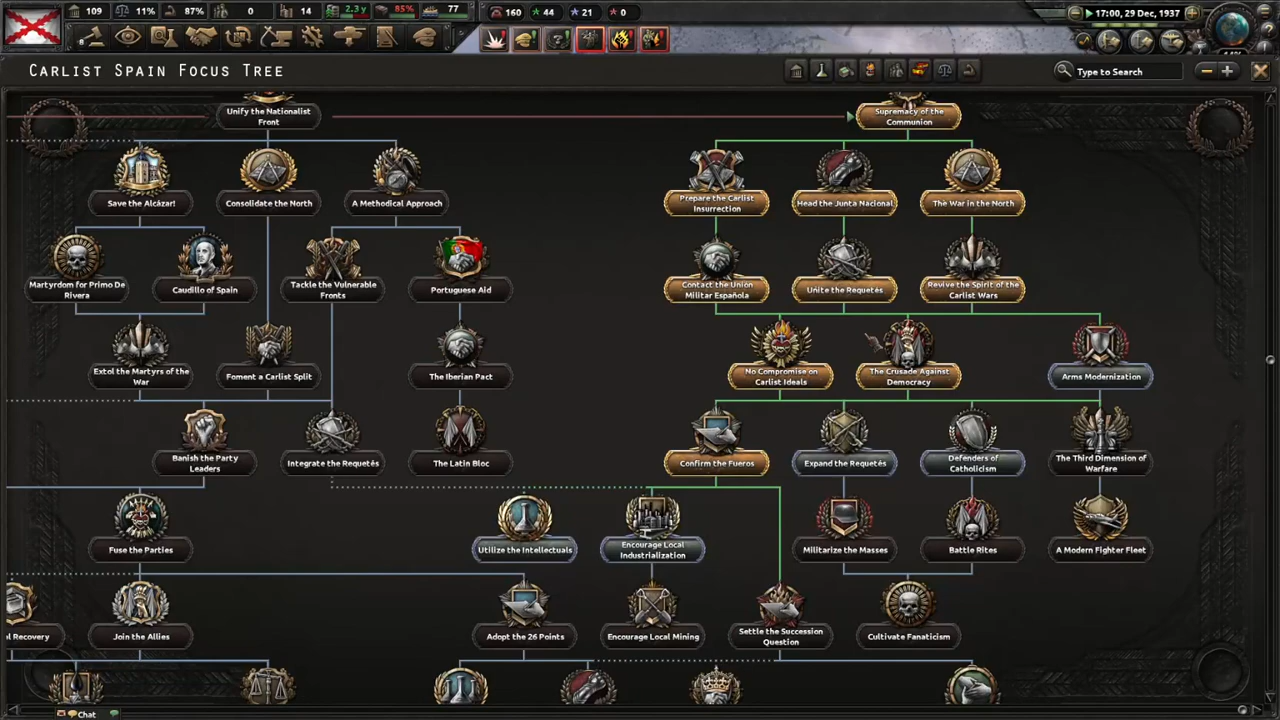 109
11%
87%
0
14
2.3 y
85%
77
160
44
21
0
17:00, 29 Dec, 1937
Carlist Spain Focus Tree
Type to Search
Unify the Nationalist
Front
Supremacy of the
Communion
Save the Alcázar!
Consolidate the North
A Methodical Approach
Prepare the Carlist
Insurrection
Head the Junta Nacional
The War in the North
Martyrdom for Primo De
Rivera
Caudillo of Spain
Tackle the Vulnerable
Fronts
Portuguese Aid
Contact the Unión
Militar Española
Unite the Requetés
Revive the Spirit of the
Carlist Wars
Extol the Martyrs of the
War
Foment a Carlist Split
The Iberian Pact
No Compromise on
Carlist Ideals
The Crusade Against
Democracy
Arms Modernization
Banish the Party
Leaders
Integrate the Requetés
The Latin Bloc
Confirm the Fueros
Expand the Requetés
Defenders of
Catholicism
The Third Dimension of
Warfare
Fuse the Parties
Utilize the Intellectuals
Encourage Local
Industrialization
Militarize the Masses
Battle Rites
A Modern Fighter Fleet
l Recovery
Join the Allies
Adopt the 26 Points
Encourage Local Mining
Settle the Succession
Question
Cultivate Fanaticism
Chat